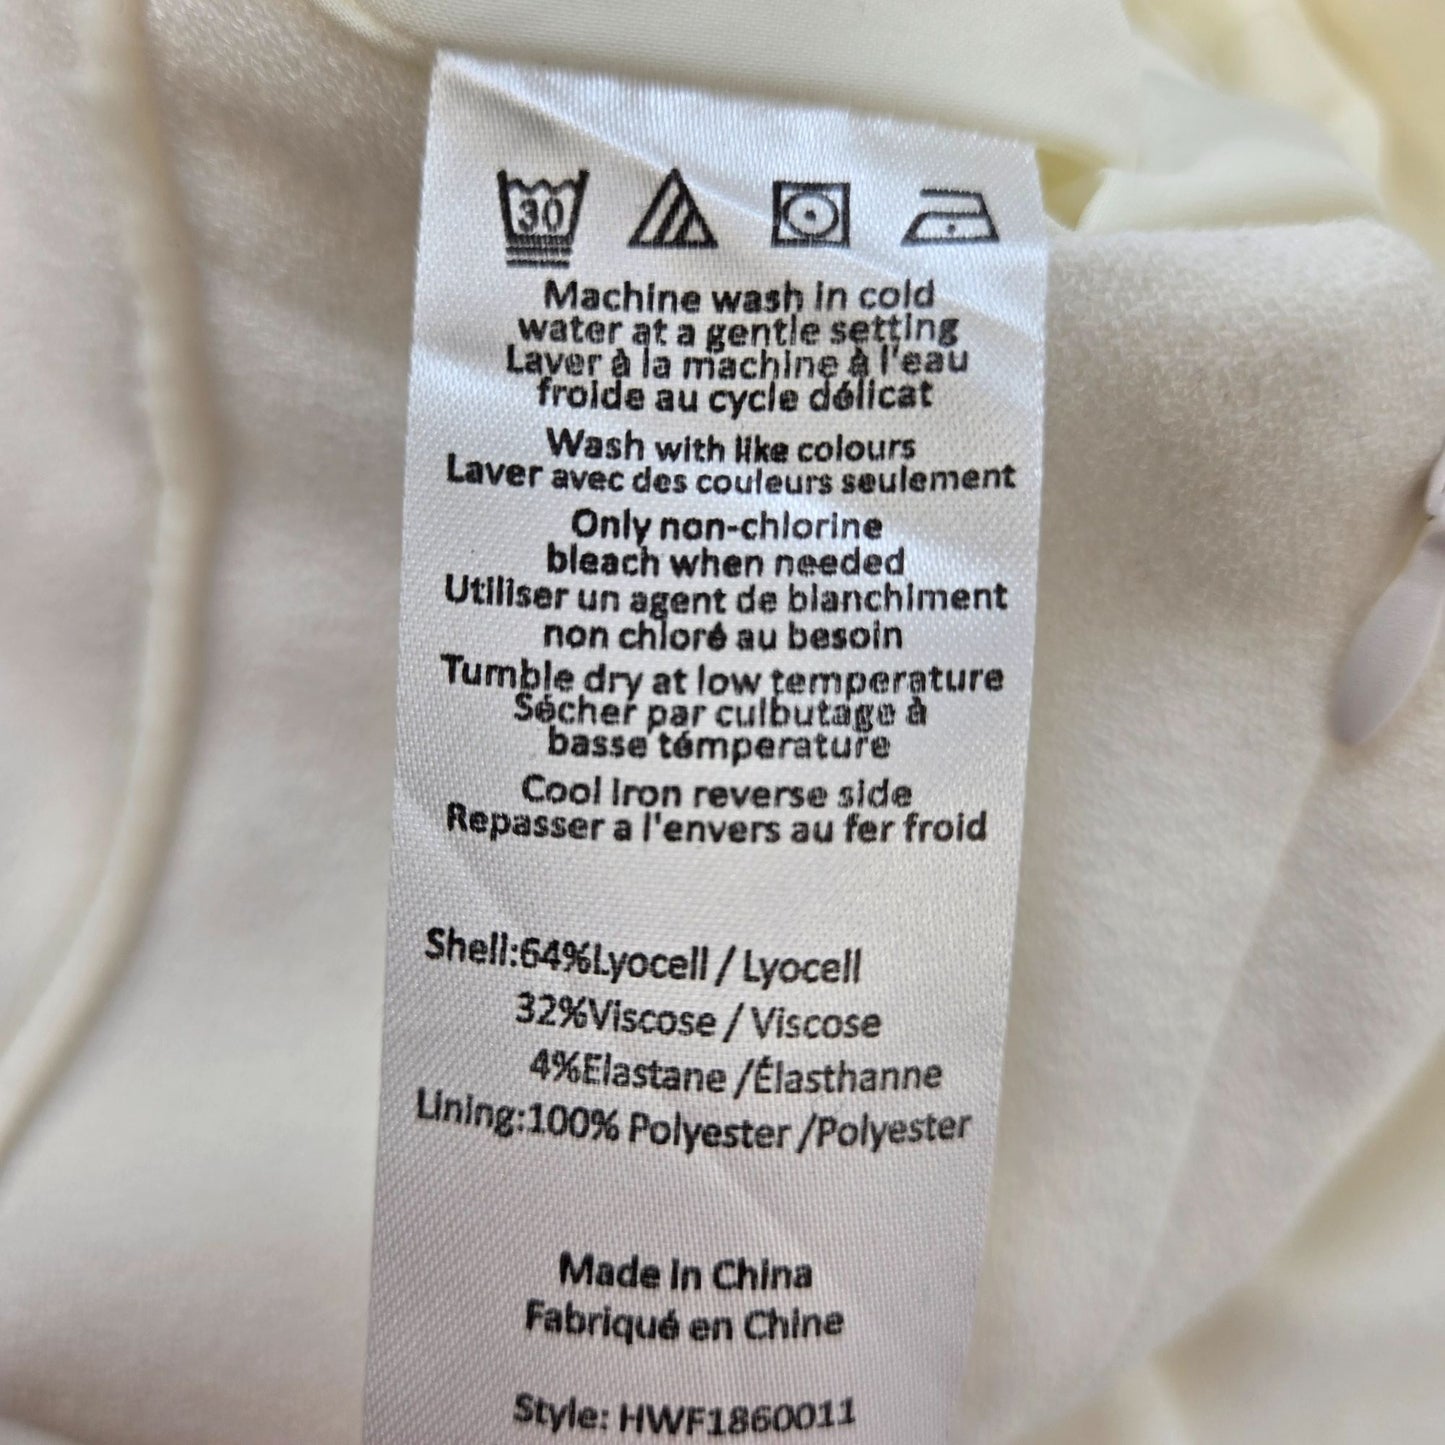 30
Machine wash in cold
water at a gentle setting
Laver à la machine à l'eau
froide au cycle délicat
Wash with like colours
Laver avec des couleurs seulement
Only non-chlorine
bleach when needed
Utiliser un agent de blanchiment
non chloré au besoin
Tumble dry at low temperature
Sécher par culbutage à
basse température
Cool iron reverse side
Repasser a l'envers au fer froid
Shell:64%Lyocell / Lyocell
32%Viscose / Viscose
4%Elastane /Élasthanne
Lining:100% Polyester /Polyester
Made in China
Fabriqué en Chine
Style: HWF1860011